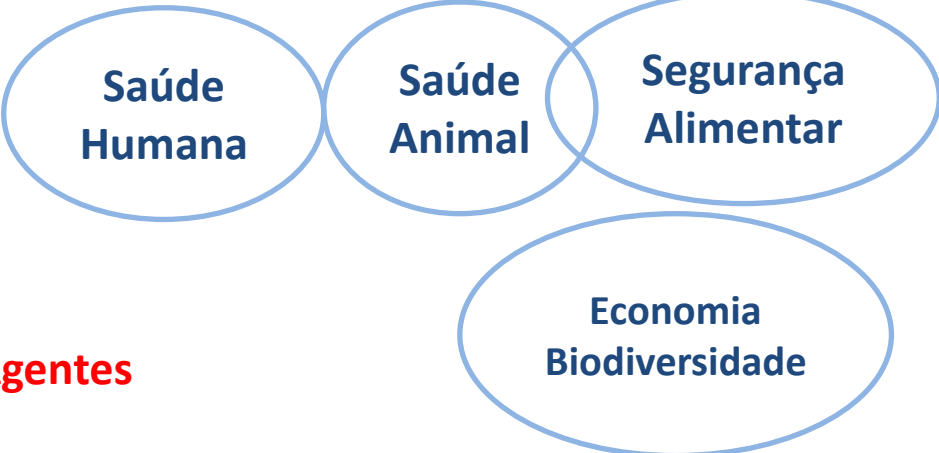 Saúde
Humana
Saúde
Animal
Segurança
Alimentar
Economia
Biodiversidade
gentes